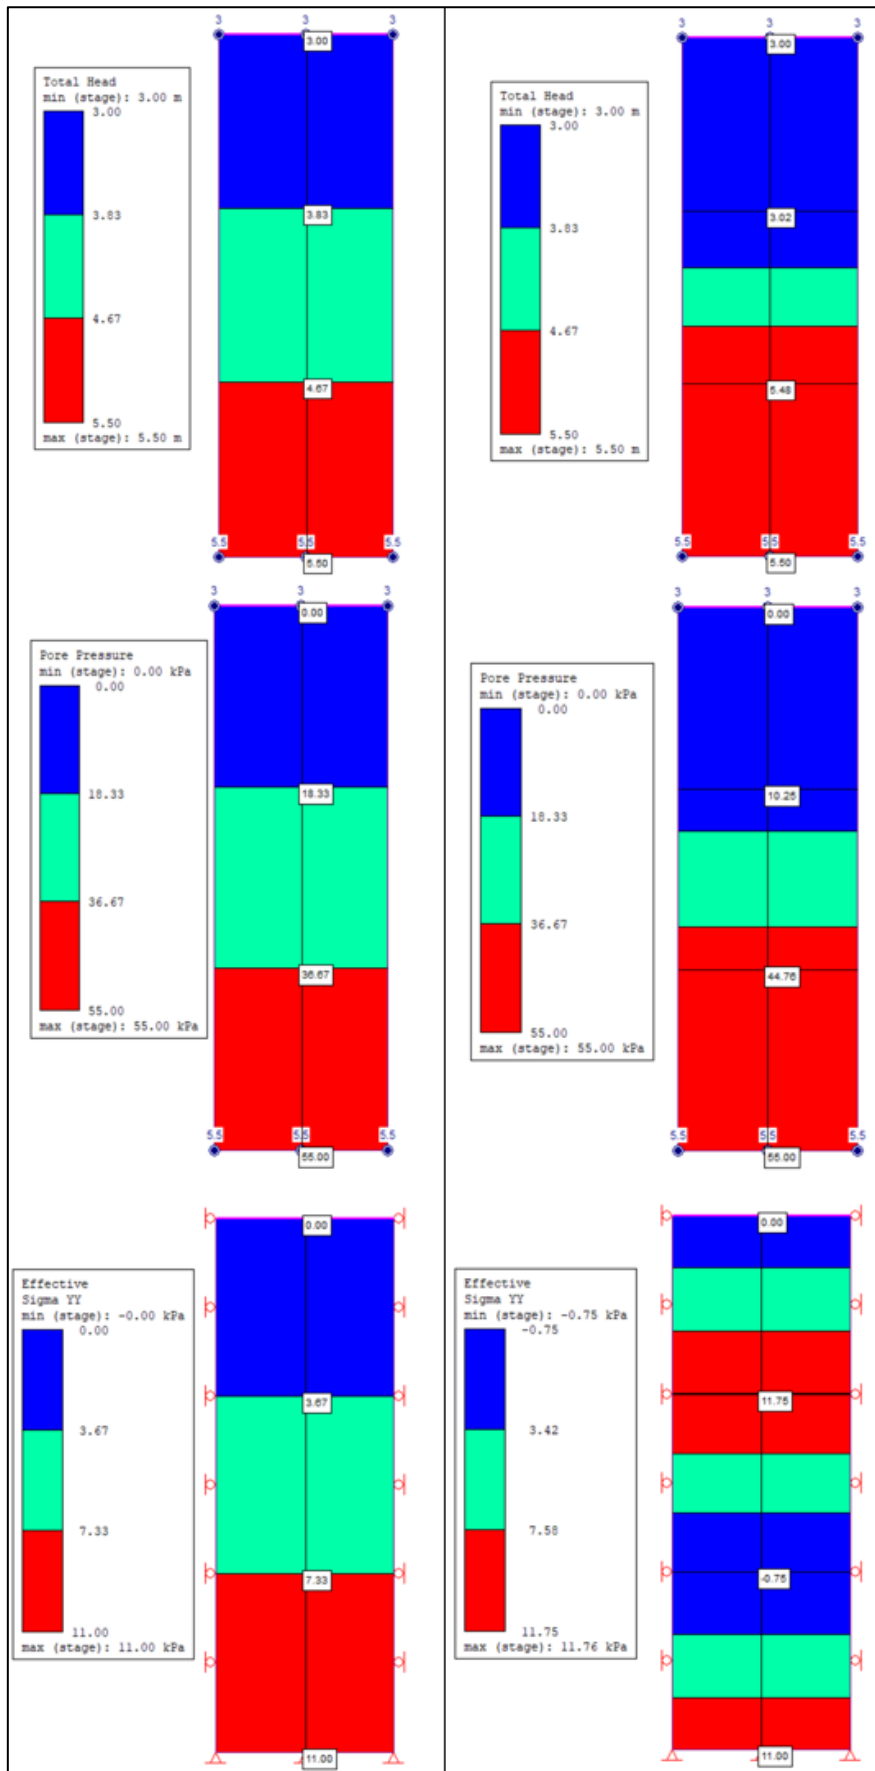 3 3 3
3.00
Total Head
min (stage): 3.00 m
3.00
3.83
4.67
5.50
max (stage): 5.50 m
3.83
4.67
5.5 5.5 5.5
5.50
3 3 3
3.00
Total Head
min (stage): 3.00 m
3.00
3.83
4.67
5.50
max (stage): 5.50 m
3.02
5.48
5.5 5.5 5.5
5.50
3 3 3
0.00
Pore Pressure
min (stage): 0.00 kPa
0.00
18.33
36.67
55.00
max (stage): 55.00 kPa
18.33
36.67
5.5 5.5 5.5
55.00
3 3 3
0.00
Pore Pressure
min (stage): 0.00 kPa
0.00
18.33
36.67
55.00
max (stage): 55.00 kPa
10.25
44.76
5.5 5.5 5.5
55.00
0.00
Effective
Sigma YY
min (stage): -0.00 kPa
0.00
3.67
7.33
11.00
max (stage): 11.00 kPa
3.67
7.33
11.00
0.00
Effective
Sigma YY
min (stage): -0.75 kPa
-0.75
3.42
7.58
11.75
max (stage): 11.76 kPa
11.75
-0.75
11.00